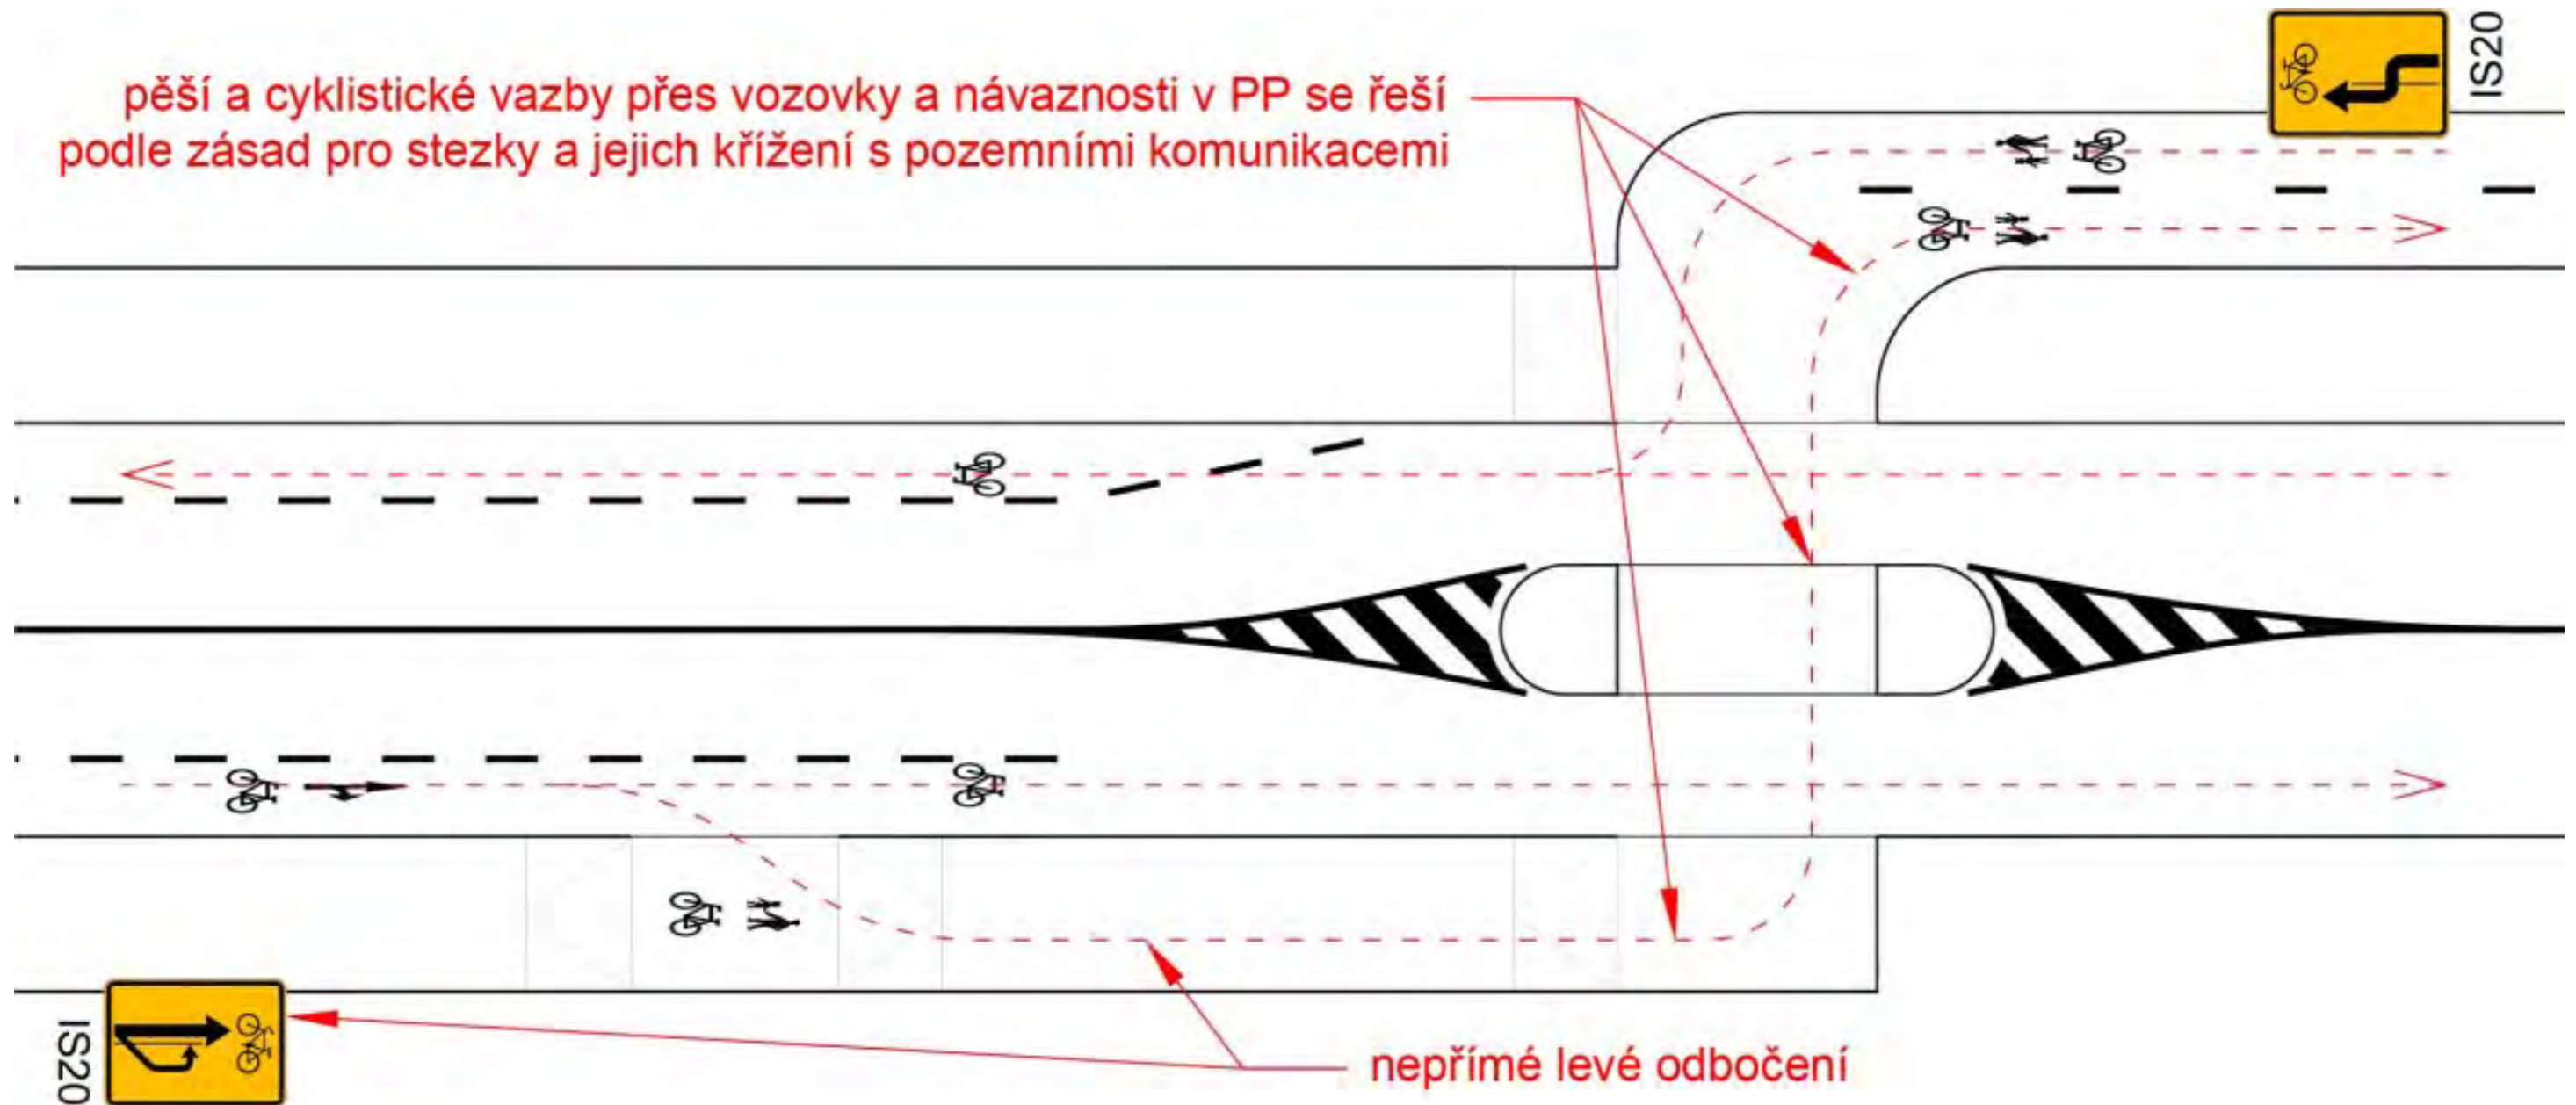 pěší a cyklistické vazby přes vozovky a návaznosti v PP se řeší
podle zásad pro stezky a jejich křížení s pozemními komunikacemi
IS20
IS20
nepřímé levé odbočení